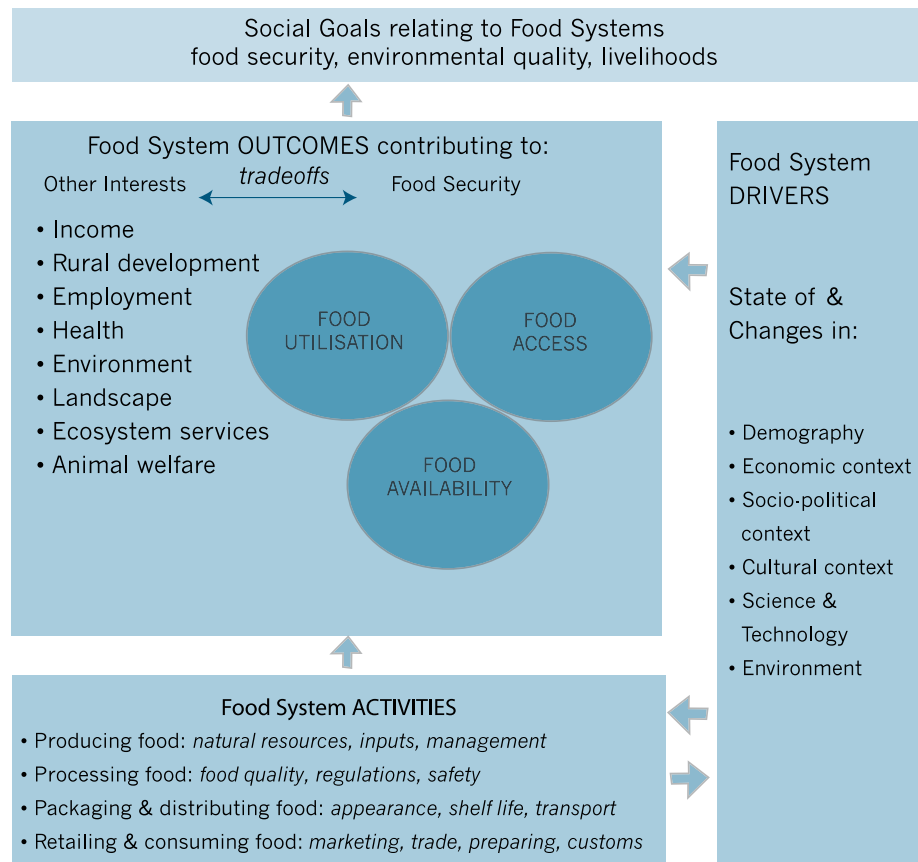 Social Goals relating to Food Systems
food security, environmental quality, livelihoods
Food System OUTCOMES contributing to:
Other Interests
tradeoffs
Food Security
• Income
• Rural development
• Employment
• Health
• Environment
• Landscape
• Ecosystem services
• Animal welfare
FOOD
UTILISATION
FOOD
ACCESS
FOOD
AVAILABILITY
Food System
DRIVERS
State of &
Changes in:
• Demography
• Economic context
• Socio-political
context
• Cultural context
• Science &
Technology
• Environment
Food System ACTIVITIES
• Producing food: natural resources, inputs, management
• Processing food: food quality, regulations, safety
• Packaging & distributing food: appearance, shelf life, transport
• Retailing & consuming food: marketing, trade, preparing, customs